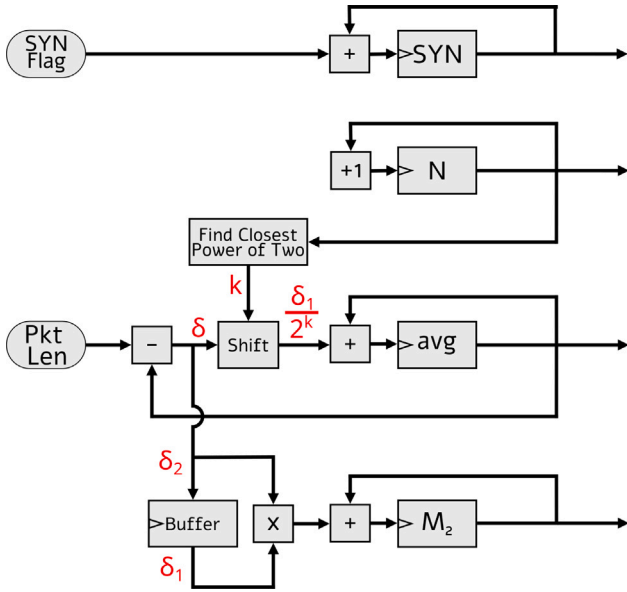 SYN
Flag
+
SYN
+1
N
Find Closest
Power of Two
k
Pkt
Len
-
δ
Shift
δ₁
2ᵏ
+
avg
δ₂
Buffer
x
+
M₂
δ₁